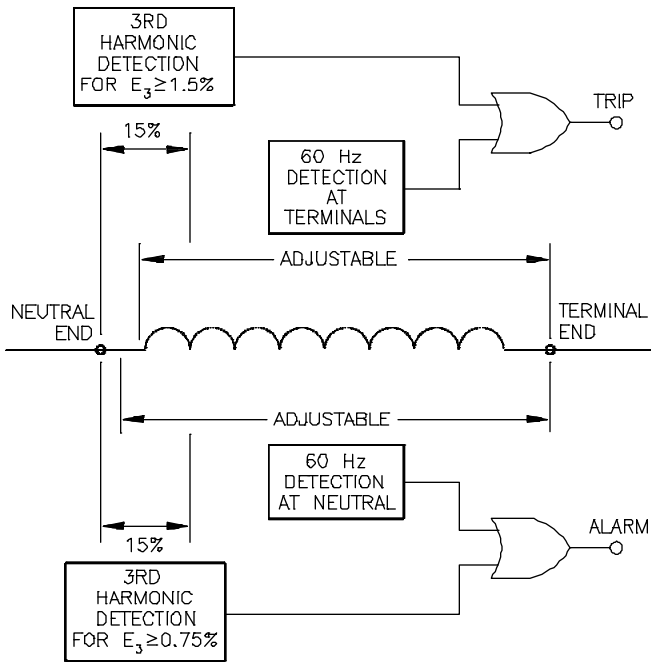 3RD
HARMONIC
DETECTION
FOR E₃≥1.5%
TRIP
15%
60 Hz
DETECTION
AT
TERMINALS
ADJUSTABLE
NEUTRAL
END
TERMINAL
END
ADJUSTABLE
60 Hz
DETECTION
AT NEUTRAL
ALARM
15%
3RD
HARMONIC
DETECTION
FOR E₃≥0.75%